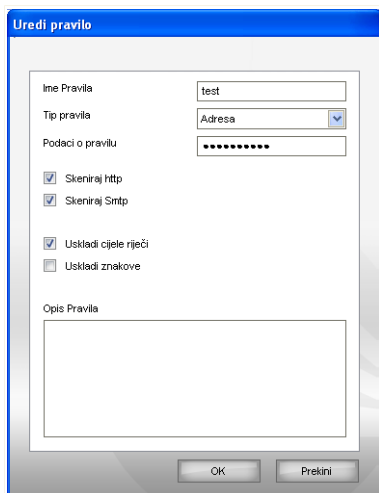 Uredi pravilo
Ime Pravila
test
Tip pravila
Adresa
Podaci o pravilu
••••••••••
Skeniraj http
Skeniraj Smtp
Uskladi cijele riječi
Uskladi znakove
Opis Pravila
OK
Prekini